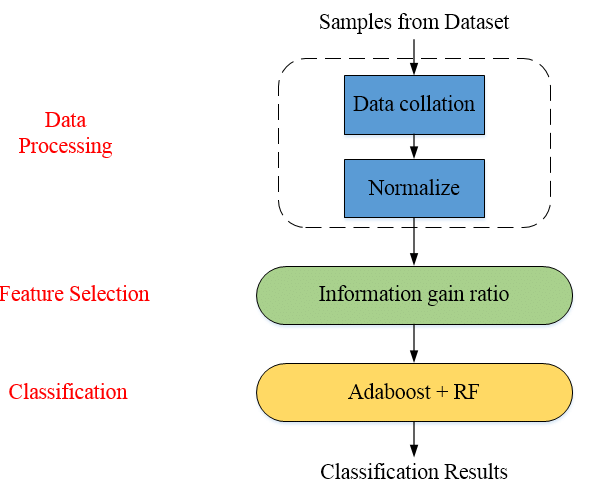 Samples from Dataset
Data
Processing
Data collation
Normalize
Feature Selection
Information gain ratio
Classification
Adaboost + RF
Classification Results